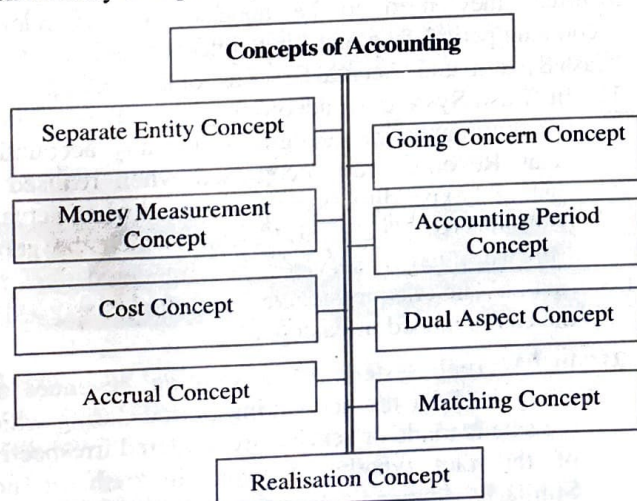 Concepts of Accounting
Separate Entity Concept
Going Concern Concept
Money Measurement
Concept
Accounting Period
Concept
Cost Concept
Dual Aspect Concept
Accrual Concept
Matching Concept
Realisation Concept